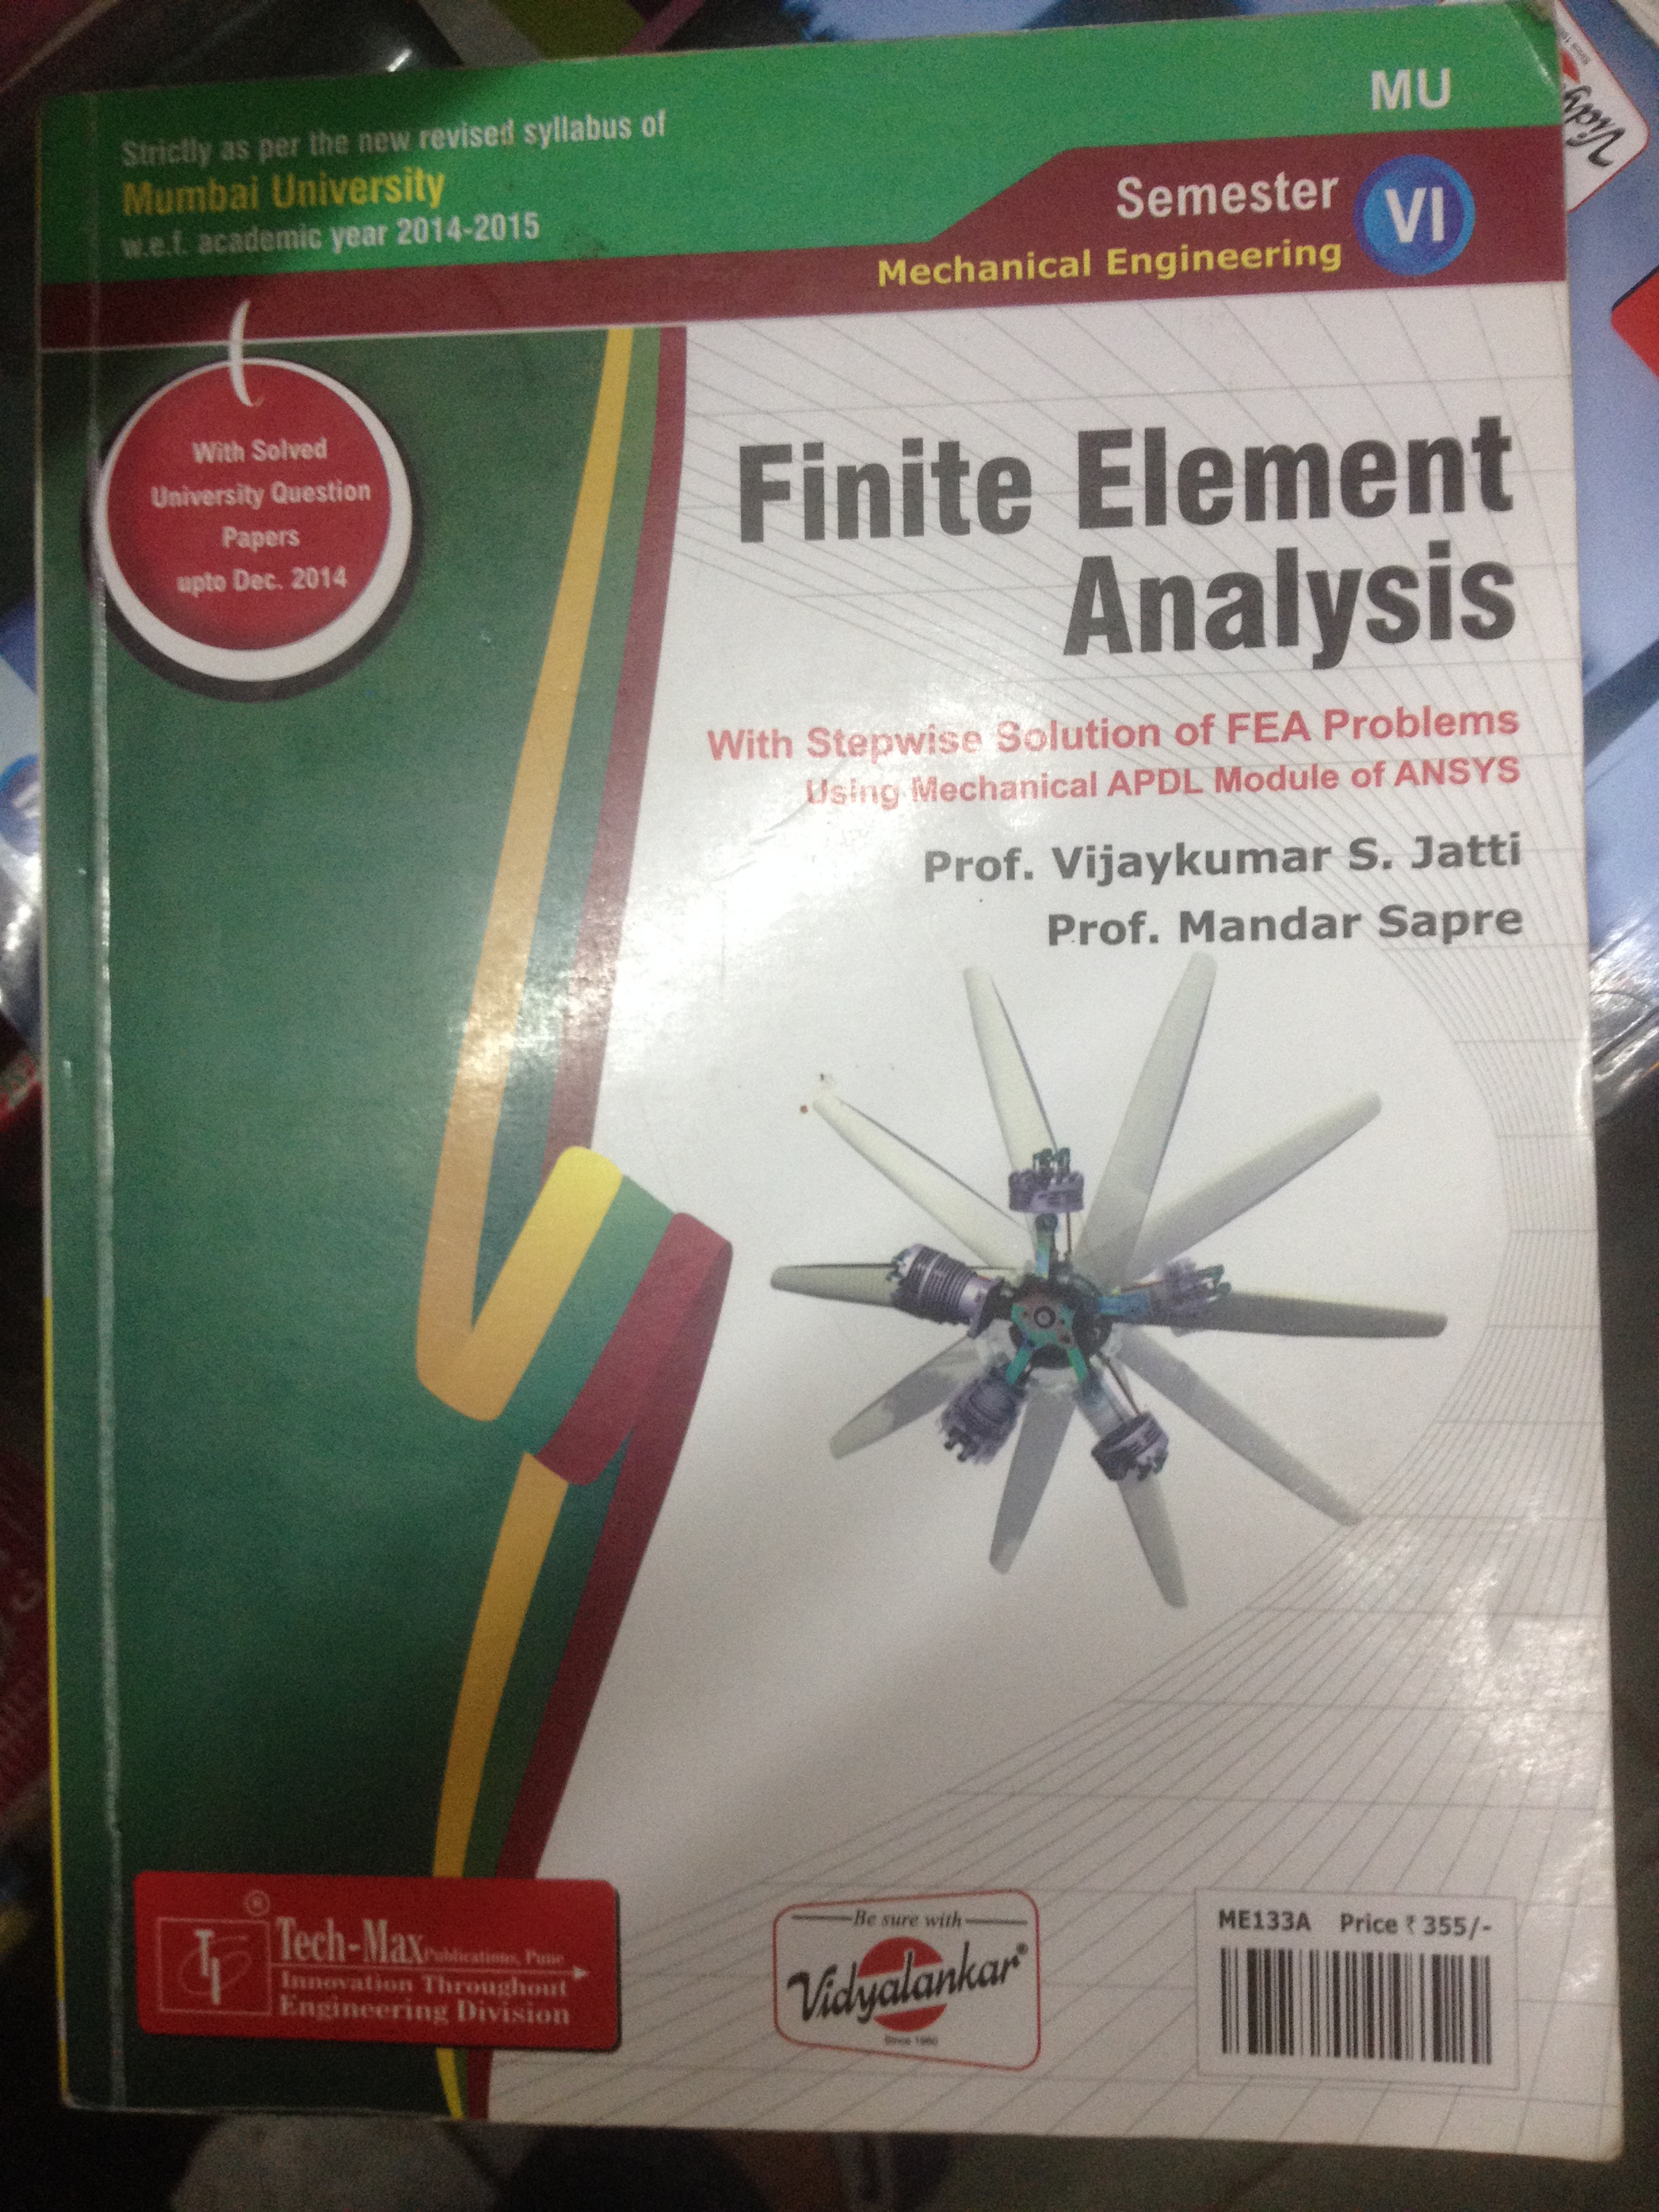 Strictly as per the new revised syllabus of
Mumbai University
w.e.f. academic year 2014-2015
MU
Semester VI
Mechanical Engineering
With Solved
University Question
Papers
upto Dec. 2014
Finite Element
Analysis
With Stepwise Solution of FEA Problems
Using Mechanical APDL Module of ANSYS
Prof. Vijaykumar S. Jatti
Prof. Mandar Sapre
®
Tech-Max Publications, Pune
Innovation Throughout
Engineering Division
Be sure with
Vidyalankar®
Since 1960
ME133A Price ₹ 355/-
Vidy